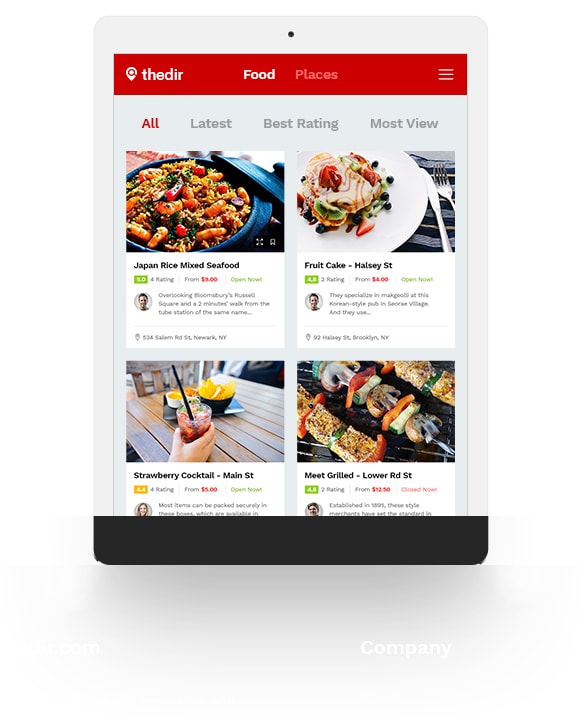 thedir Food Places
All Latest Best Rating Most View
Japan Rice Mixed Seafood
5.0 4 Rating From $9.00 Open Now!
Overlooking Bloomsbury's Russell
Square and a 2 minutes' walk from the
tube station of the same name...
534 Salem Rd St, Newark, NY
Fruit Cake - Halsey St
4,8 2 Rating From $4.00 Open Now!
They specialize in makgeolli at this
Korean-style pub in Seorae Village.
And they use...
92 Halsey St, Brooklyn, NY
Strawberry Cocktail - Main St
4.4 4 Rating From $5.00 Open Now!
Most items can be packed securely in
these boxes, which are available in
Meet Grilled - Lower Rd St
4,8 2 Rating From $12.50 Closed Now!
Established in 1895, these style
merchants have set the standard in
.com
Company